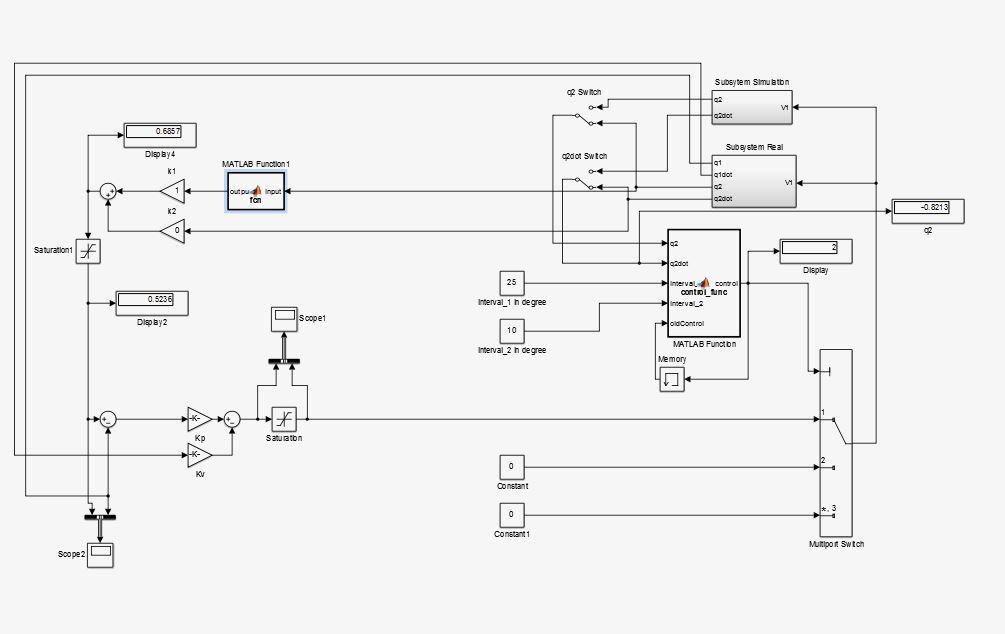 Subsytem Simulation
q2 Switch
q2
q2dot
V1
0.6857
Display4
Subsystem Real
q2dot Switch
q1
q1dot
q2
q2dot
V1
k1
MATLAB Function1
1
outpu
input
fcn
-0.8213
q2
k2
0
Saturation1
q2
q2dot
Interval_
control
control_func
Interval_2
oldControl
MATLAB Function
2
Display
25
Interval_1 in degree
0.5236
Display2
10
Interval_2 in degree
Scope1
Memory
-K-
Kp
Saturation
-K-
Kv
1
0
Constant
2
0
Constant1
*, 3
Multiport Switch
Scope2